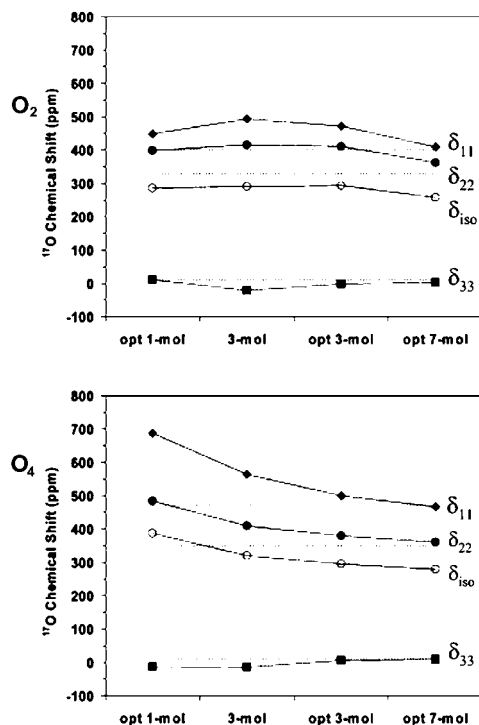 800
700
600
500
400
300
200
100
0
-100
O₂
¹⁷O Chemical Shift (ppm)
δ₁₁
δ₂₂
δiso
δ₃₃
opt 1-mol 3-mol opt 3-mol opt 7-mol
800
700
600
500
400
300
200
100
0
-100
O₄
¹⁷O Chemical Shift (ppm)
δ₁₁
δ₂₂
δiso
δ₃₃
opt 1-mol 3-mol opt 3-mol opt 7-mol